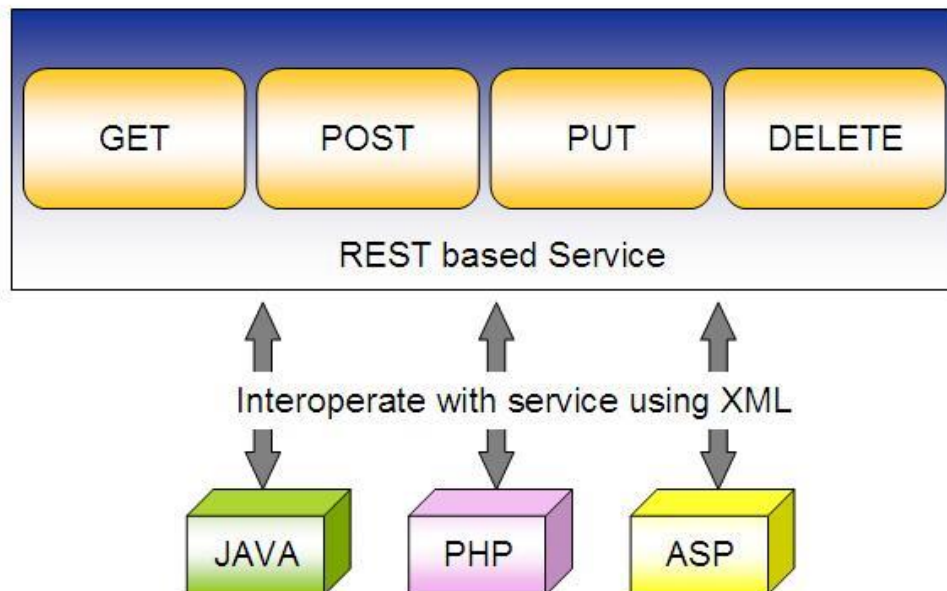 GET POST PUT DELETE
REST based Service
Interoperate with service using XML
JAVA PHP ASP